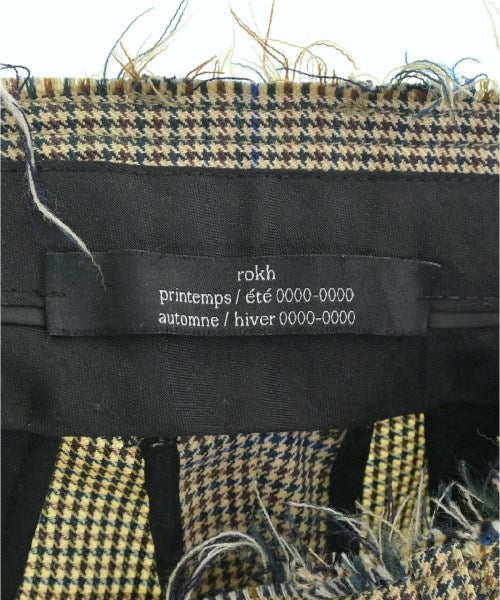 rokh
printemps / été 0000-0000
automne / hiver 0000-0000